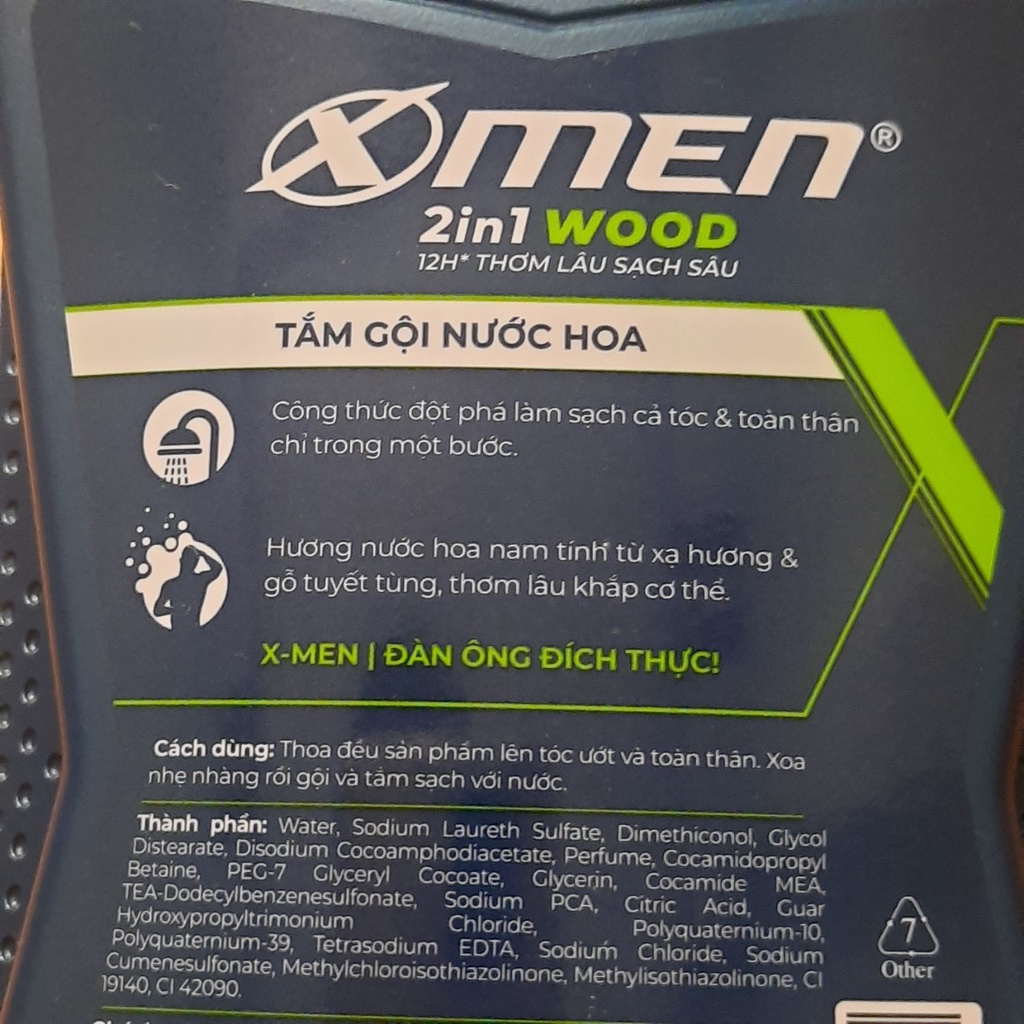 XMEN®
2in1 WOOD
12H* THƠM LÂU SẠCH SÂU
TẮM GỘI NƯỚC HOA
Công thức đột phá làm sạch cả tóc & toàn thân
chỉ trong một bước.
Hương nước hoa nam tính từ xạ hương &
gỗ tuyết tùng, thơm lâu khắp cơ thể.
X-MEN | ĐÀN ÔNG ĐÍCH THỰC!
Cách dùng: Thoa đều sản phẩm lên tóc ướt và toàn thân. Xoa
nhẹ nhàng rồi gội và tắm sạch với nước.
Thành phần: Water, Sodium Laureth Sulfate, Dimethiconol, Glycol
Distearate, Disodium Cocoamphodiacetate, Perfume, Cocamidopropyl
Betaine, PEG-7 Glyceryl Cocoate, Glycerin, Cocamide MEA,
TEA-Dodecylbenzenesulfonate, Sodium PCA, Citric Acid, Guar
Hydroxypropyltrimonium Chloride, Polyquaternium-10,
Polyquaternium-39, Tetrasodium EDTA, Sodium Chloride, Sodium
Cumenesulfonate, Methylchloroisothiazolinone, Methylisothiazolinone, CI
19140, CI 42090.
7
Other